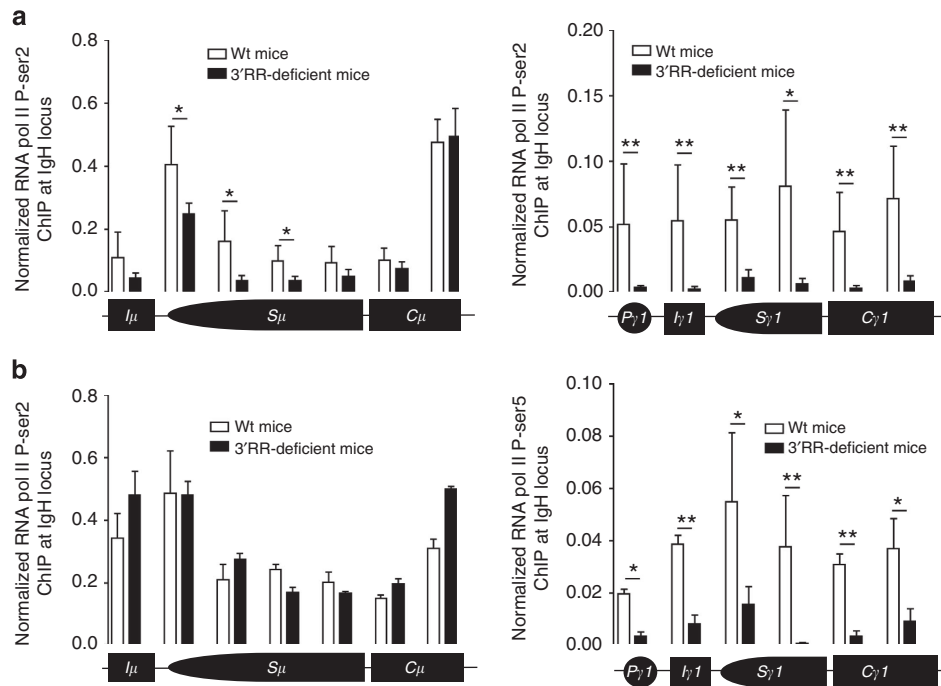 a
Normalized RNA pol II P-ser2
ChIP at IgH locus
0.8
0.6
0.4
0.2
0.0
Wt mice
3′RR-deficient mice
*
*
*
Iμ
Sμ
Cμ
Normalized RNA pol II P-ser2
ChIP at IgH locus
0.20
0.15
0.10
0.05
0.00
Wt mice
3′RR-deficient mice
**
**
**
*
**
**
Pγ1
Iγ1
Sγ1
Cγ1
b
Normalized RNA pol II P-ser2
ChIP at IgH locus
0.8
0.6
0.4
0.2
0.0
Wt mice
3′RR-deficient mice
Iμ
Sμ
Cμ
Normalized RNA pol II P-ser5
ChIP at IgH locus
0.10
0.08
0.06
0.04
0.02
0.00
Wt mice
3′RR-deficient mice
*
**
*
**
**
*
Pγ1
Iγ1
Sγ1
Cγ1